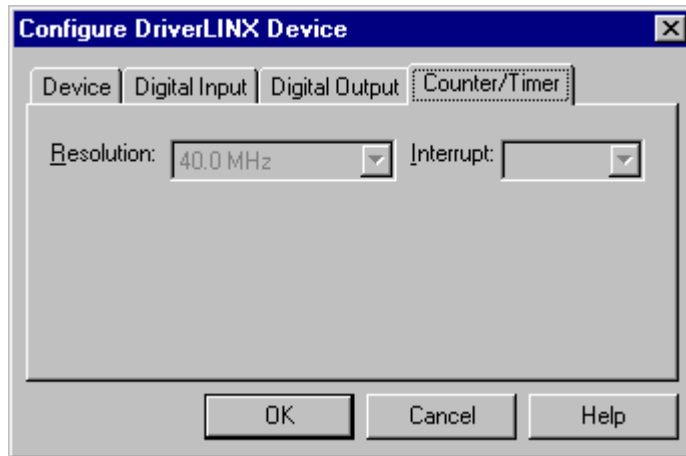 Configure DriverLINX Device
Device Digital Input Digital Output Counter/Timer
Resolution: 40.0 MHz Interrupt:
OK Cancel Help